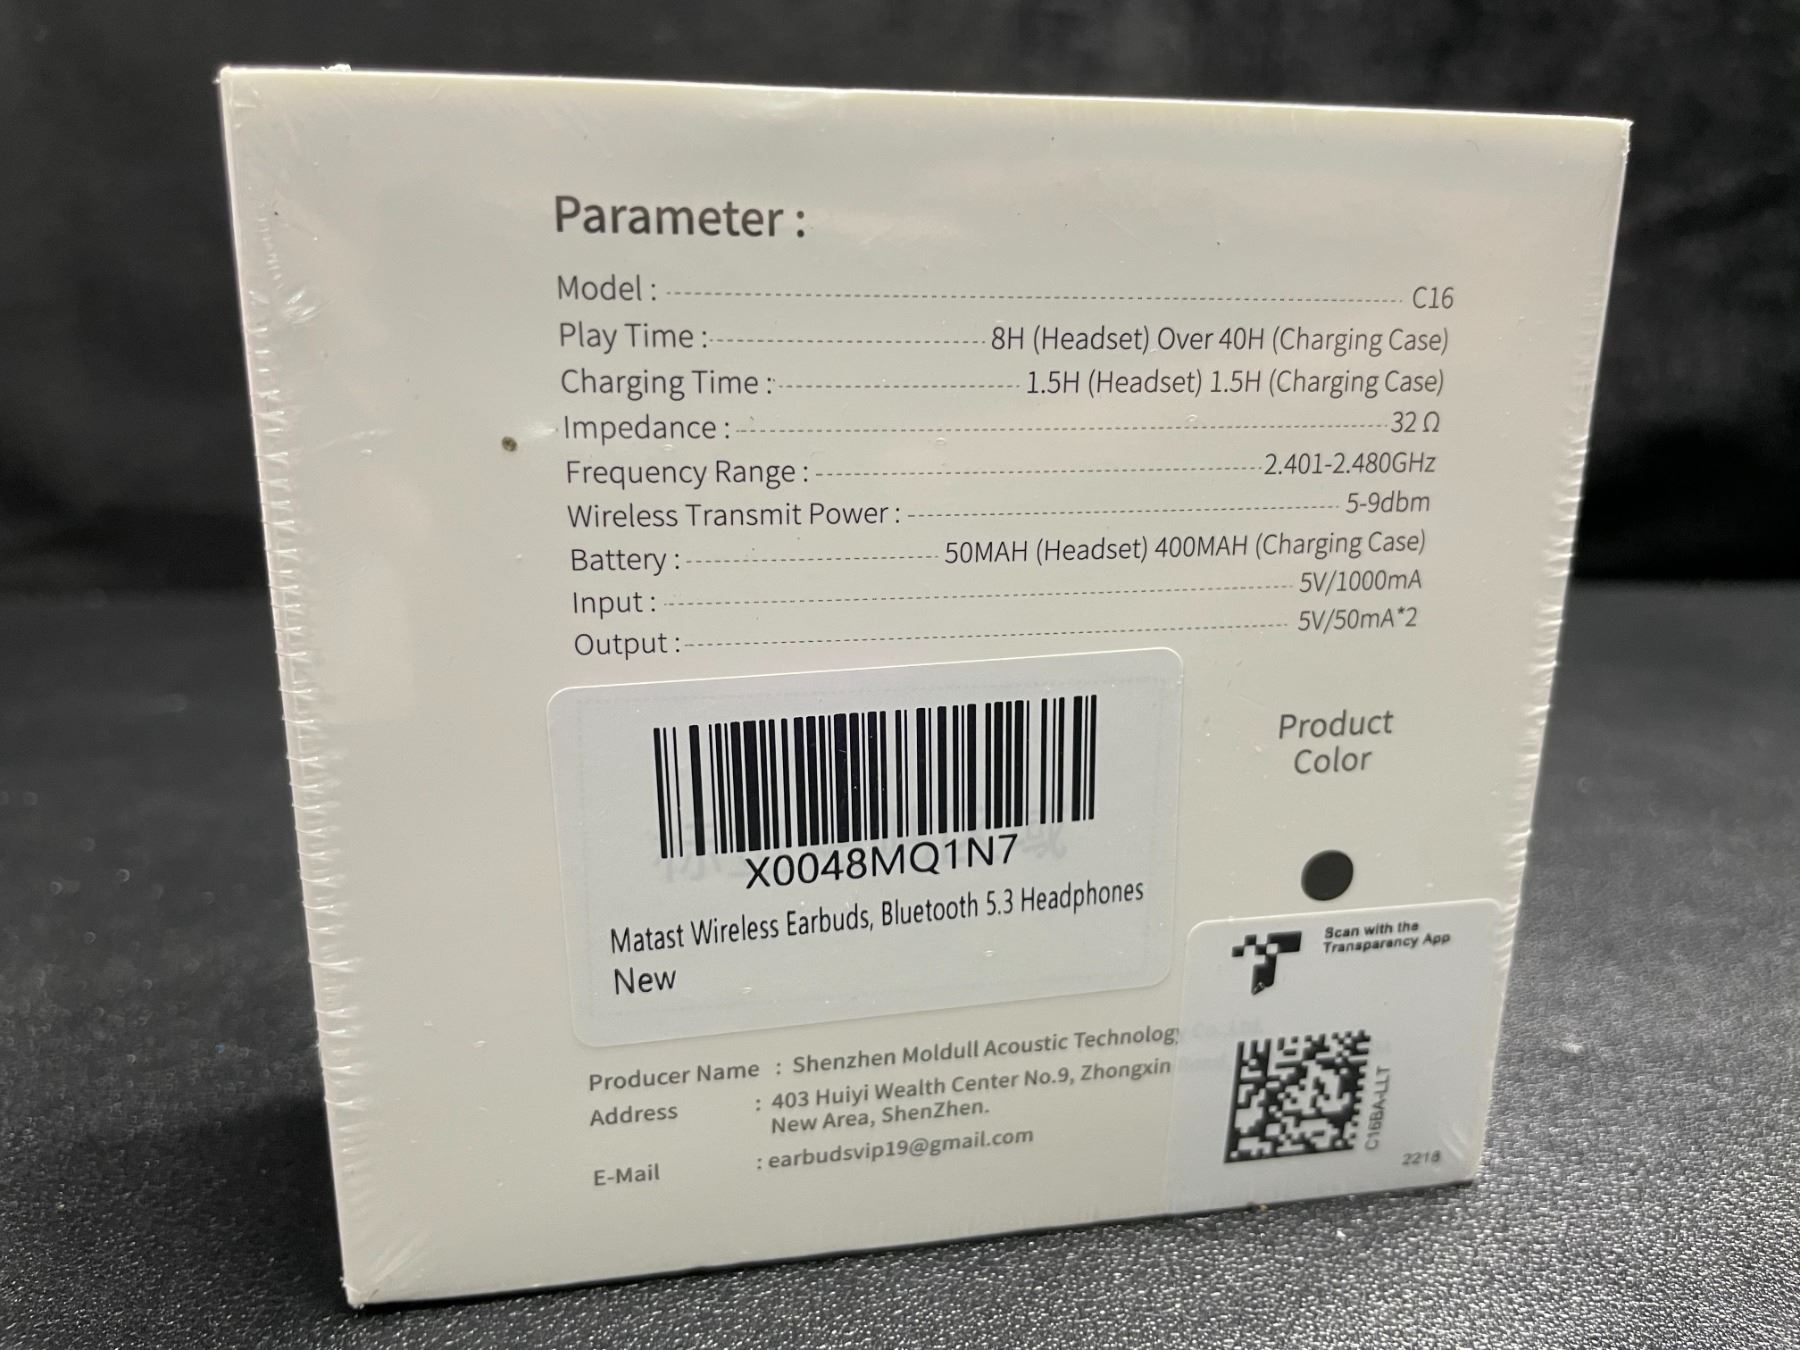 Parameter :
Model : C16
Play Time : 8H (Headset) Over 40H (Charging Case)
Charging Time : 1.5H (Headset) 1.5H (Charging Case)
Impedance : 32 Ω
Frequency Range : 2.401-2.480GHz
Wireless Transmit Power : 5-9dbm
Battery : 50MAH (Headset) 400MAH (Charging Case)
Input : 5V/1000mA
Output : 5V/50mA*2
X0048MQ1N7
Matast Wireless Earbuds, Bluetooth 5.3 Headphones
New
Product
Color
Scan with the
Transparency App
C16BA-LLT
2218
Producer Name : Shenzhen Moldull Acoustic Technology
Address : 403 Huiyi Wealth Center No.9, Zhongxin
New Area, ShenZhen.
E-Mail : earbudsvip19@gmail.com